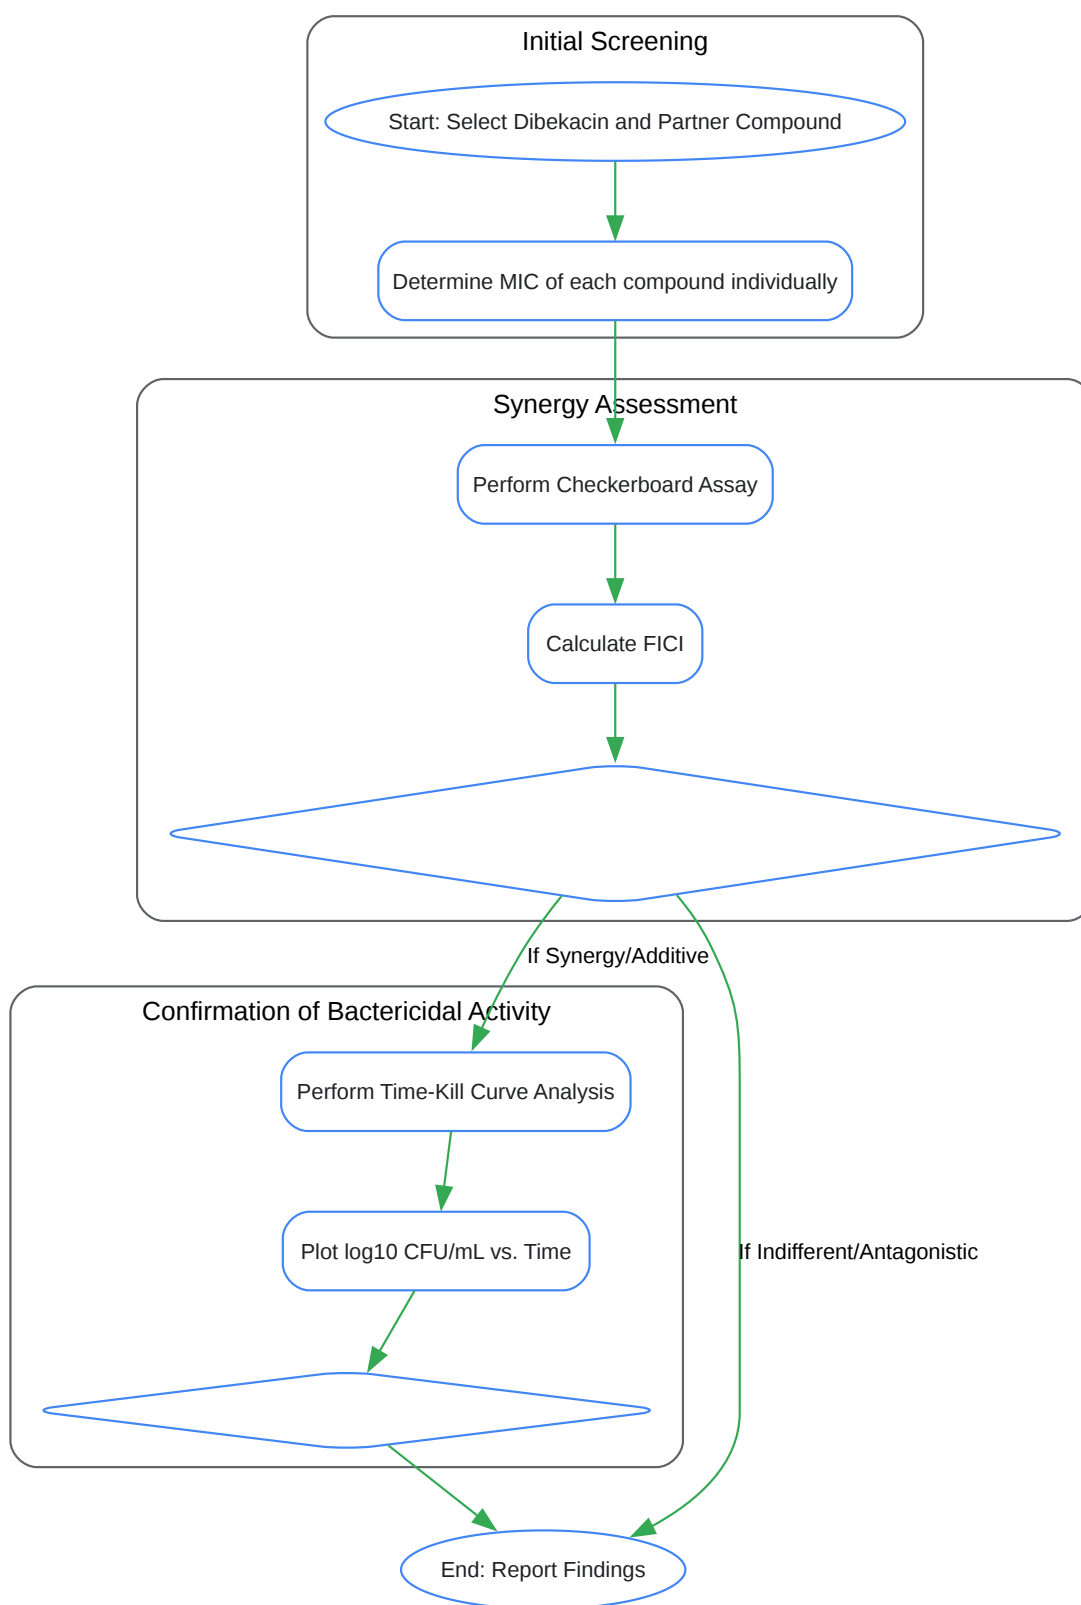 Initial Screening
Start: Select Dibekacin and Partner Compound
Determine MIC of each compound individually
Synergy Assessment
Perform Checkerboard Assay
Calculate FICI
If Synergy/Additive
Confirmation of Bactericidal Activity
Perform Time-Kill Curve Analysis
Plot log10 CFU/mL vs. Time
If Indifferent/Antagonistic
End: Report Findings